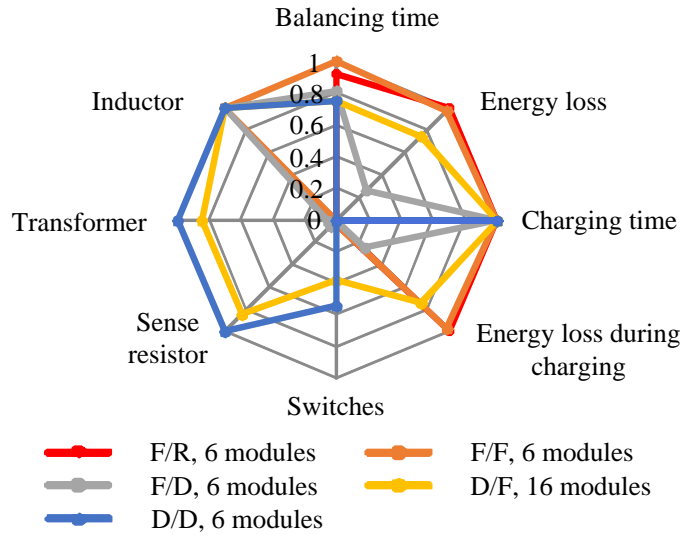 Balancing time
1
Inductor
0.8
Energy loss
0.6
0.4
0.2
Transformer
0
Charging time
Sense
resistor
Energy loss during
charging
Switches
F/R, 6 modules
F/F, 6 modules
F/D, 6 modules
D/F, 16 modules
D/D, 6 modules